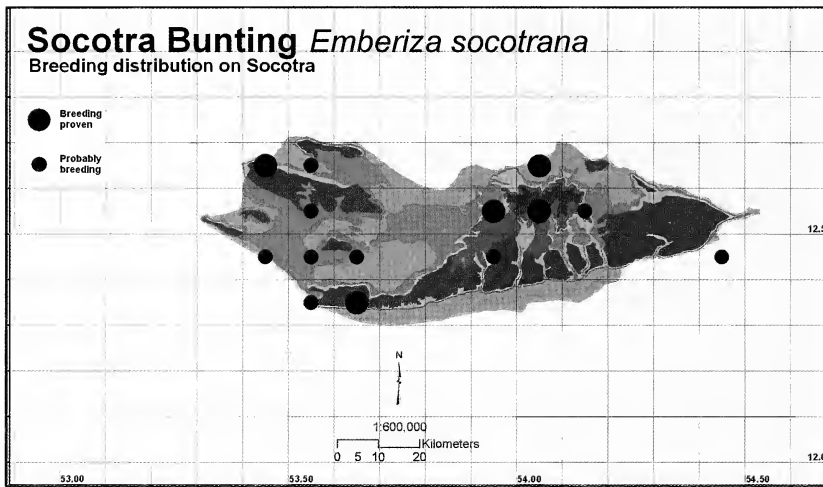 Socotra Bunting Emberiza socotrana
Breeding distribution on Socotra
Breeding
proven
Probably
breeding
12.5
N
1:600,000
Kilometers
0 5 10 20
12.0
53.00 53.50 54.00 54.50